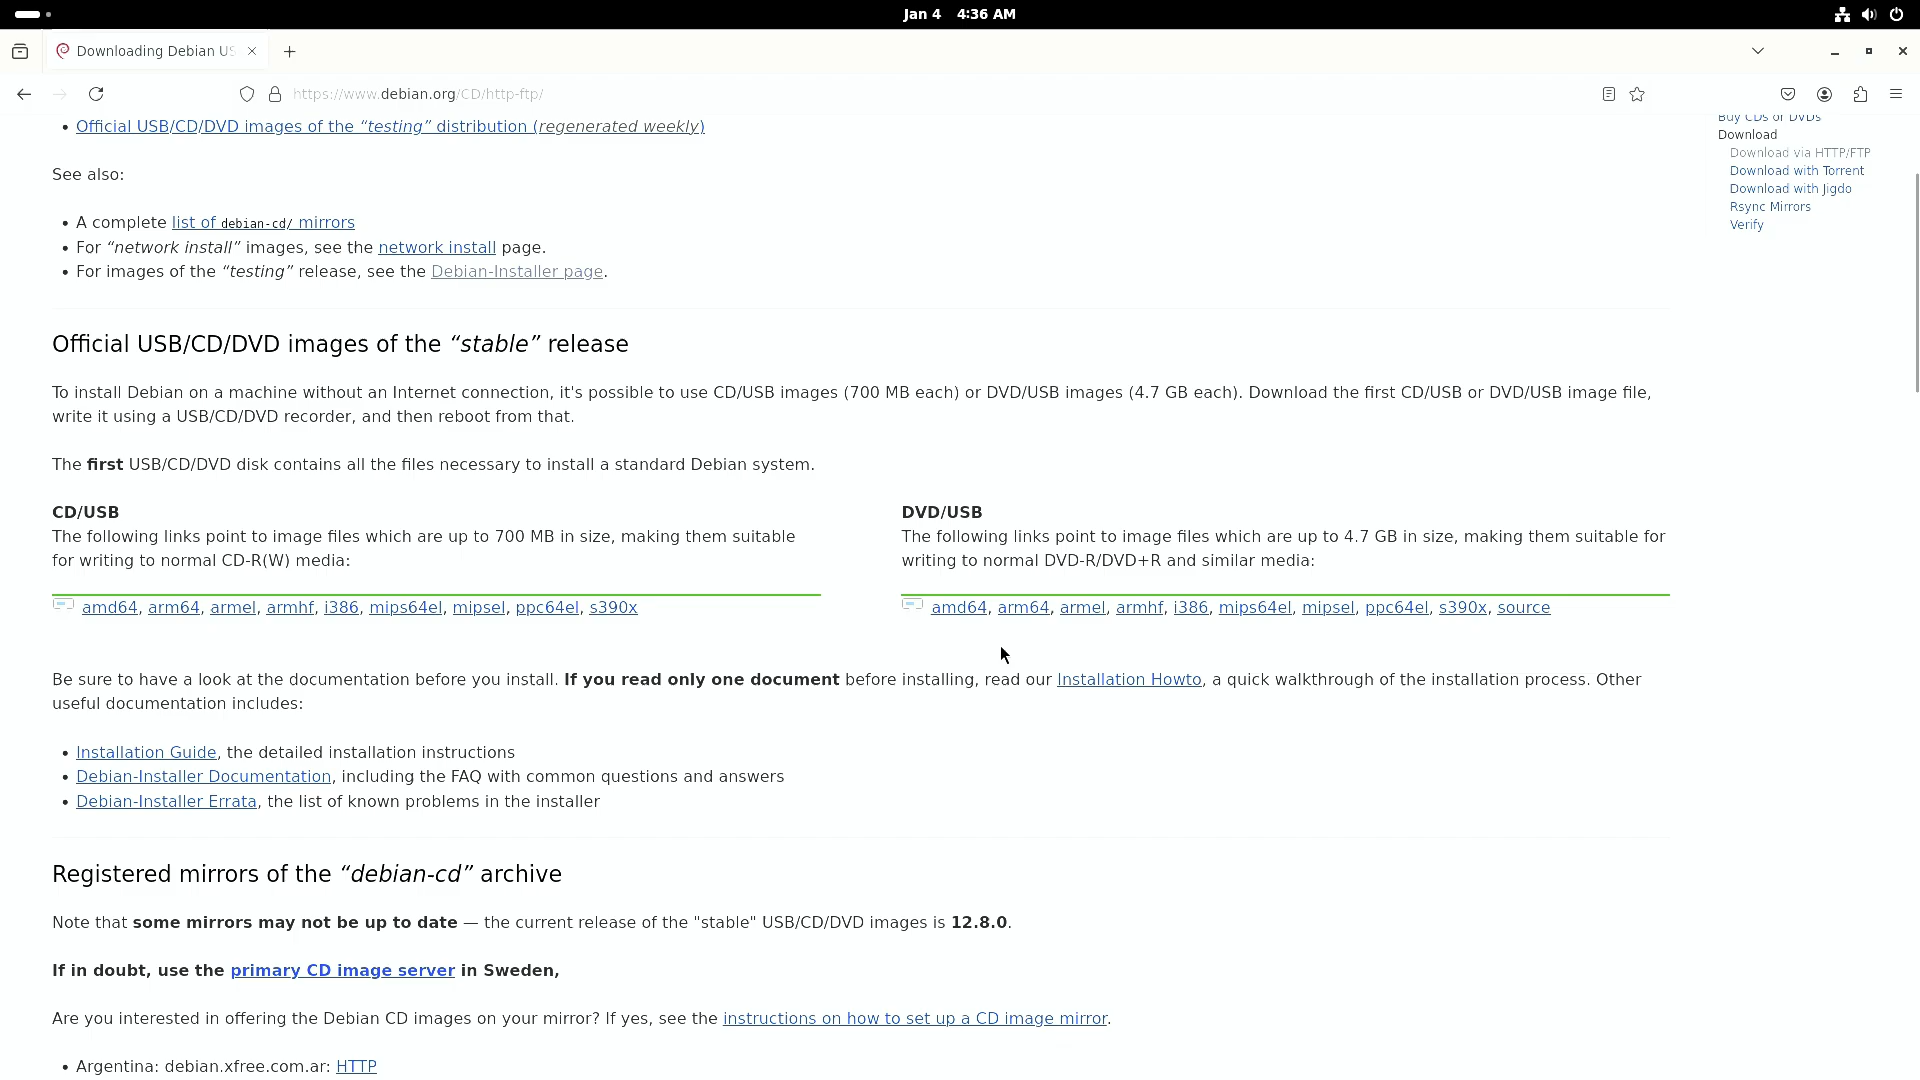 Jan 4 4:36 AM
Downloading Debian US
https://www.debian.org/CD/http-ftp/
• Official USB/CD/DVD images of the “testing” distribution (regenerated weekly)
See also:
• A complete list of debian-cd/ mirrors
• For “network install” images, see the network install page.
• For images of the “testing” release, see the Debian-Installer page.
Buy CDs or DVDs
Download
Download via HTTP/FTP
Download with Torrent
Download with Jigdo
Rsync Mirrors
Verify
Official USB/CD/DVD images of the “stable” release
To install Debian on a machine without an Internet connection, it's possible to use CD/USB images (700 MB each) or DVD/USB images (4.7 GB each). Download the first CD/USB or DVD/USB image file,
write it using a USB/CD/DVD recorder, and then reboot from that.
The first USB/CD/DVD disk contains all the files necessary to install a standard Debian system.
CD/USB
The following links point to image files which are up to 700 MB in size, making them suitable
for writing to normal CD-R(W) media:
amd64, arm64, armel, armhf, i386, mips64el, mipsel, ppc64el, s390x
DVD/USB
The following links point to image files which are up to 4.7 GB in size, making them suitable for
writing to normal DVD-R/DVD+R and similar media:
amd64, arm64, armel, armhf, i386, mips64el, mipsel, ppc64el, s390x, source
Be sure to have a look at the documentation before you install. If you read only one document before installing, read our Installation Howto, a quick walkthrough of the installation process. Other
useful documentation includes:
• Installation Guide, the detailed installation instructions
• Debian-Installer Documentation, including the FAQ with common questions and answers
• Debian-Installer Errata, the list of known problems in the installer
Registered mirrors of the “debian-cd” archive
Note that some mirrors may not be up to date — the current release of the "stable" USB/CD/DVD images is 12.8.0.
If in doubt, use the primary CD image server in Sweden,
Are you interested in offering the Debian CD images on your mirror? If yes, see the instructions on how to set up a CD image mirror.
• Argentina: debian.xfree.com.ar: HTTP